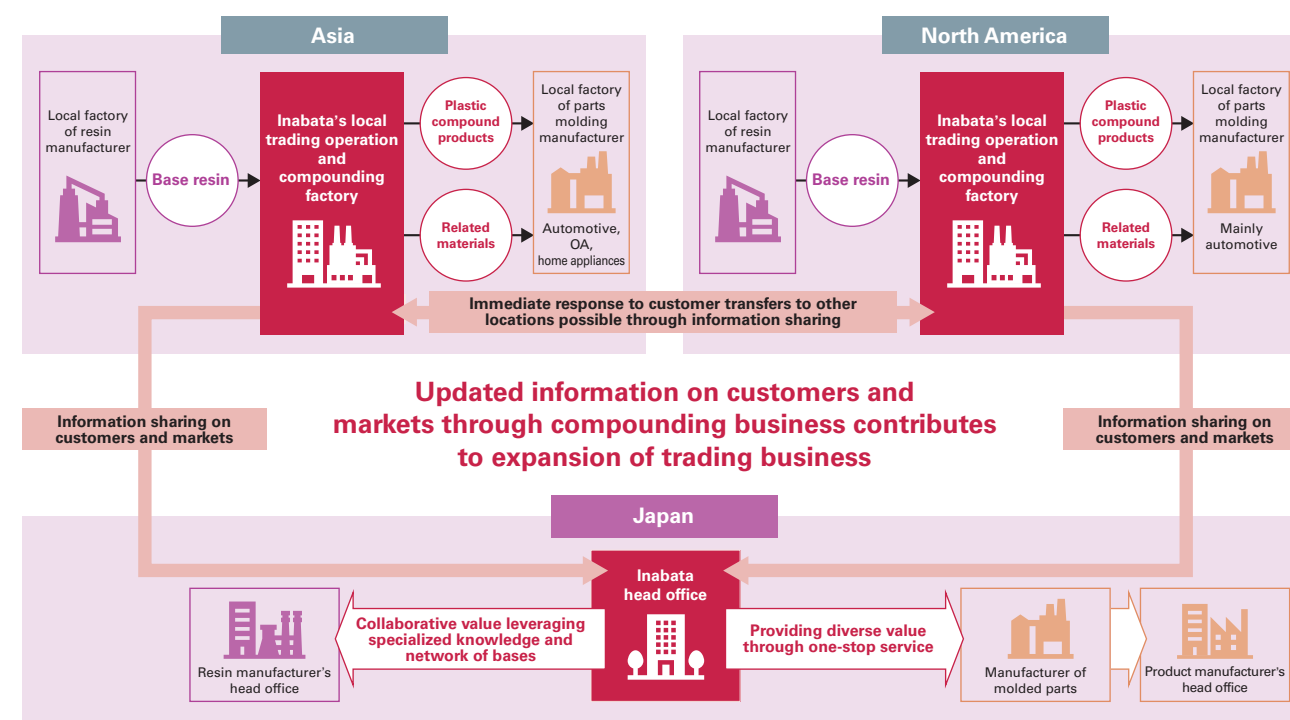 Asia
Local factory
of resin
manufacturer
Base resin
Inabata's local
trading operation
and
compounding
factory
Plastic
compound
products
Related
materials
Local factory
of parts
molding
manufacturer
Automotive,
OA,
home appliances
North America
Local factory
of resin
manufacturer
Base resin
Inabata's local
trading operation
and
compounding
factory
Plastic
compound
products
Related
materials
Local factory
of parts
molding
manufacturer
Mainly
automotive
Immediate response to customer transfers to other
locations possible through information sharing
Information sharing on
customers and markets
Updated information on customers and
markets through compounding business contributes
to expansion of trading business
Information sharing on
customers and markets
Japan
Resin manufacturer's
head office
Collaborative value leveraging
specialized knowledge and
network of bases
Inabata
head office
Providing diverse value
through one-stop service
Manufacturer of
molded parts
Product manufacturer's
head office